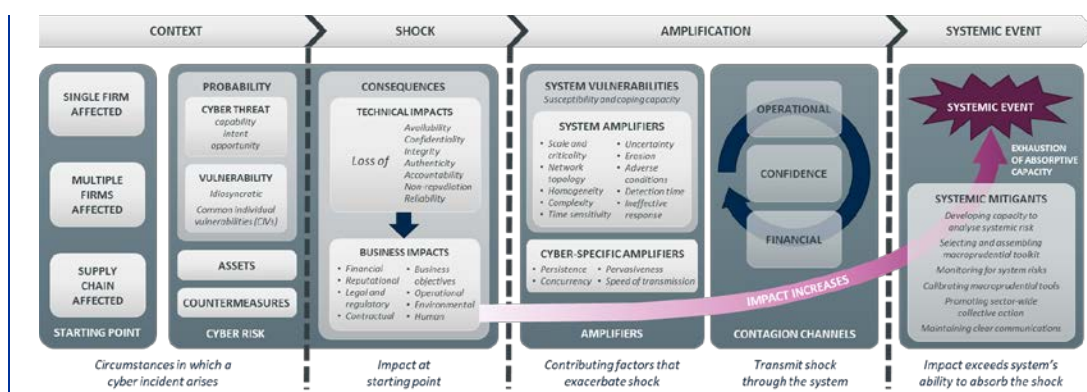 CONTEXT
SHOCK
AMPLIFICATION
SYSTEMIC EVENT
SINGLE FIRM
AFFECTED
MULTIPLE
FIRMS
AFFECTED
SUPPLY
CHAIN
AFFECTED
STARTING POINT
PROBABILITY
CYBER THREAT
capability
intent
opportunity
VULNERABILITY
Idiosyncratic
Common individual
vulnerabilities (CIVs)
ASSETS
COUNTERMEASURES
CYBER RISK
Circumstances in which a
cyber incident arises
CONSEQUENCES
TECHNICAL IMPACTS
Loss of
Availability
Confidentiality
Integrity
Authenticity
Accountability
Non-repudiation
Reliability
BUSINESS IMPACTS
• Financial
• Reputational
• Legal and
regulatory
• Contractual
• Business
objectives
• Operational
• Environmental
• Human
Impact at
starting point
SYSTEM VULNERABILITIES
Susceptibility and coping capacity
SYSTEM AMPLIFIERS
• Scale and
criticality
• Network
topology
• Homogeneity
• Complexity
• Time sensitivity
• Uncertainty
• Erosion
• Adverse
conditions
• Detection time
• Ineffective
response
CYBER-SPECIFIC AMPLIFIERS
• Persistence • Pervasiveness
• Concurrency • Speed of transmission
AMPLIFIERS
Contributing factors that
exacerbate shock
OPERATIONAL
CONFIDENCE
FINANCIAL
IMPACT INCREASES
CONTAGION CHANNELS
Transmit shock
through the system
SYSTEMIC EVENT
EXHAUSTION
OF ABSORPTIVE
CAPACITY
SYSTEMIC MITIGANTS
Developing capacity to
analyse systemic risk
Selecting and assembling
macroprudential toolkit
Monitoring for system risks
Calibrating macroprudential tools
Promoting sector-wide
collective action
Maintaining clear communications
Impact exceeds system's
ability to absorb the shock